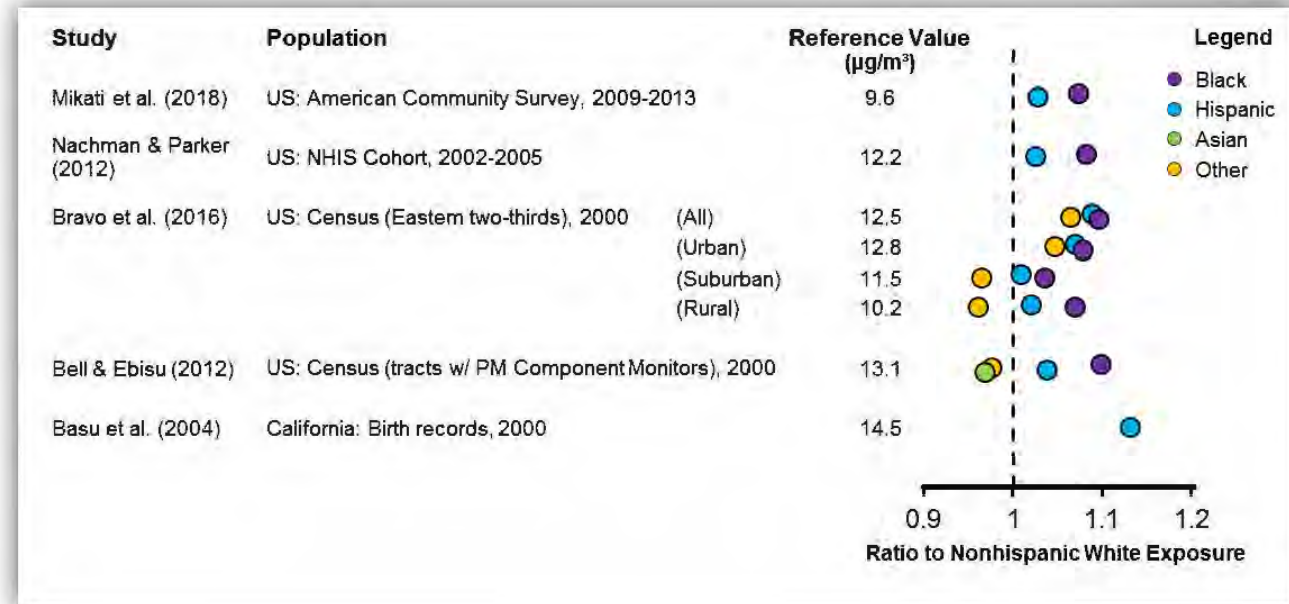 Study Population Reference Value (µg/m³) Legend
Black
Hispanic
Asian
Other
Mikati et al. (2018) US: American Community Survey, 2009-2013 9.6
Nachman & Parker (2012) US: NHIS Cohort, 2002-2005 12.2
Bravo et al. (2016) US: Census (Eastern two-thirds), 2000 (All) 12.5
(Urban) 12.8
(Suburban) 11.5
(Rural) 10.2
Bell & Ebisu (2012) US: Census (tracts w/ PM Component Monitors), 2000 13.1
Basu et al. (2004) California: Birth records, 2000 14.5
0.9 1 1.1 1.2
Ratio to Nonhispanic White Exposure